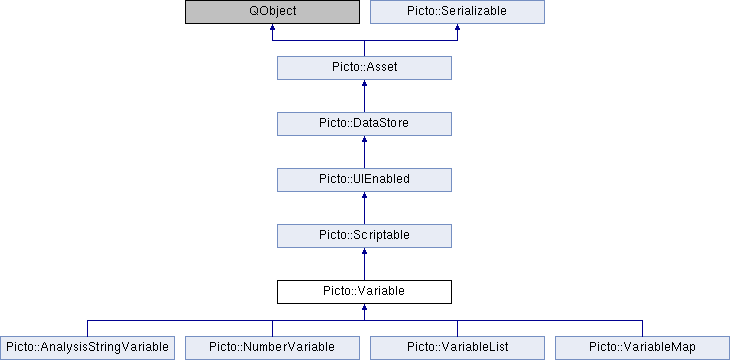 QObject
Picto::Serializable
Picto::Asset
Picto::DataStore
Picto::UIEnabled
Picto::Scriptable
Picto::Variable
Picto::AnalysisStringVariable
Picto::NumberVariable
Picto::VariableList
Picto::VariableMap